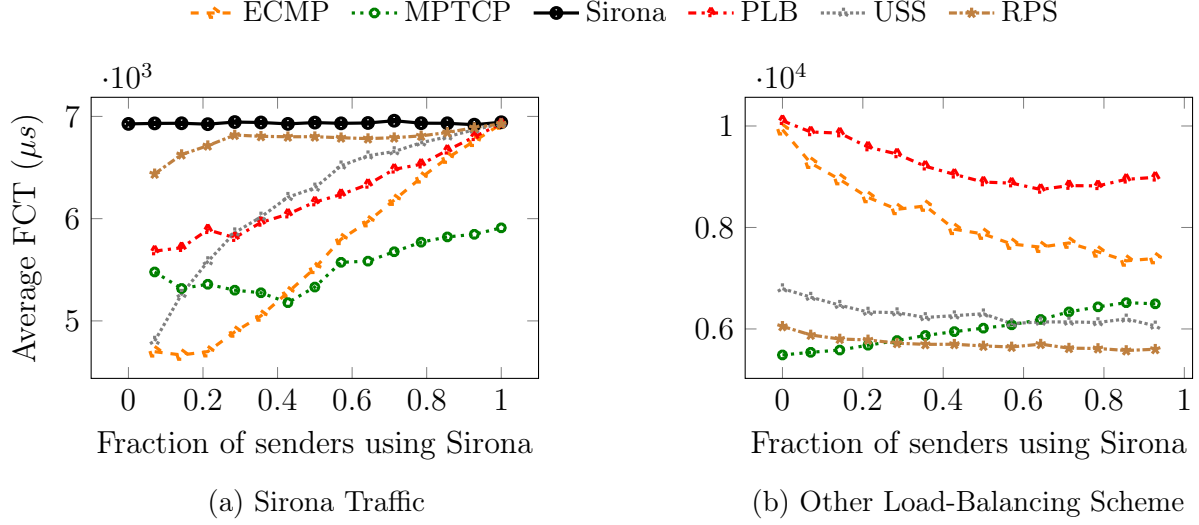 ECMP MPTCP Sirona PLB USS RPS
·10³
7
6
5
Average FCT (μs)
0 0.2 0.4 0.6 0.8 1
Fraction of senders using Sirona
(a) Sirona Traffic
·10⁴
1
0.8
0.6
0 0.2 0.4 0.6 0.8 1
Fraction of senders using Sirona
(b) Other Load-Balancing Scheme